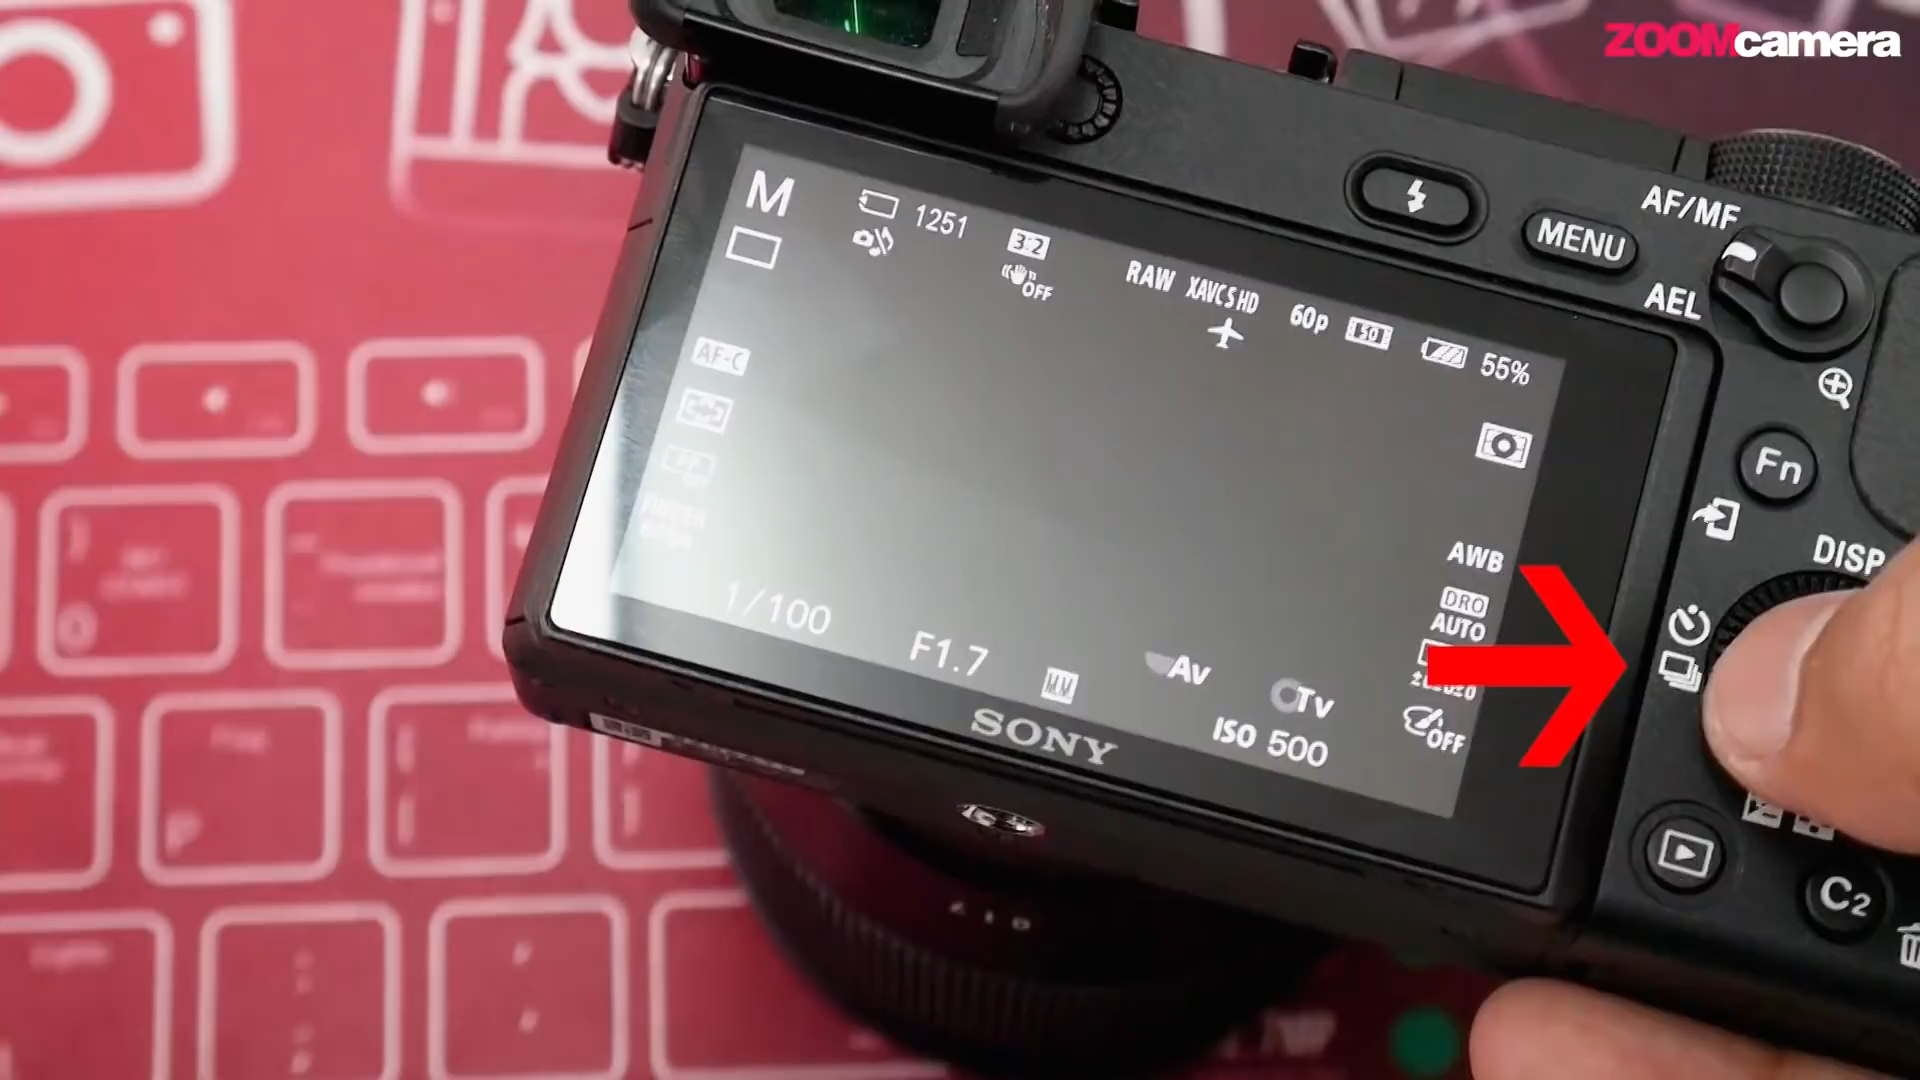 ZOOMcamera
M
1251
3:2
OFF
RAW XAVC S HD
60p
55%
MENU
AF/MF
AEL
AF-C
Fn
DISP
AWB
DRO
AUTO
1/100
F1.7
M.M
Av
Tv
ISO 500
OFF
SONY
C2